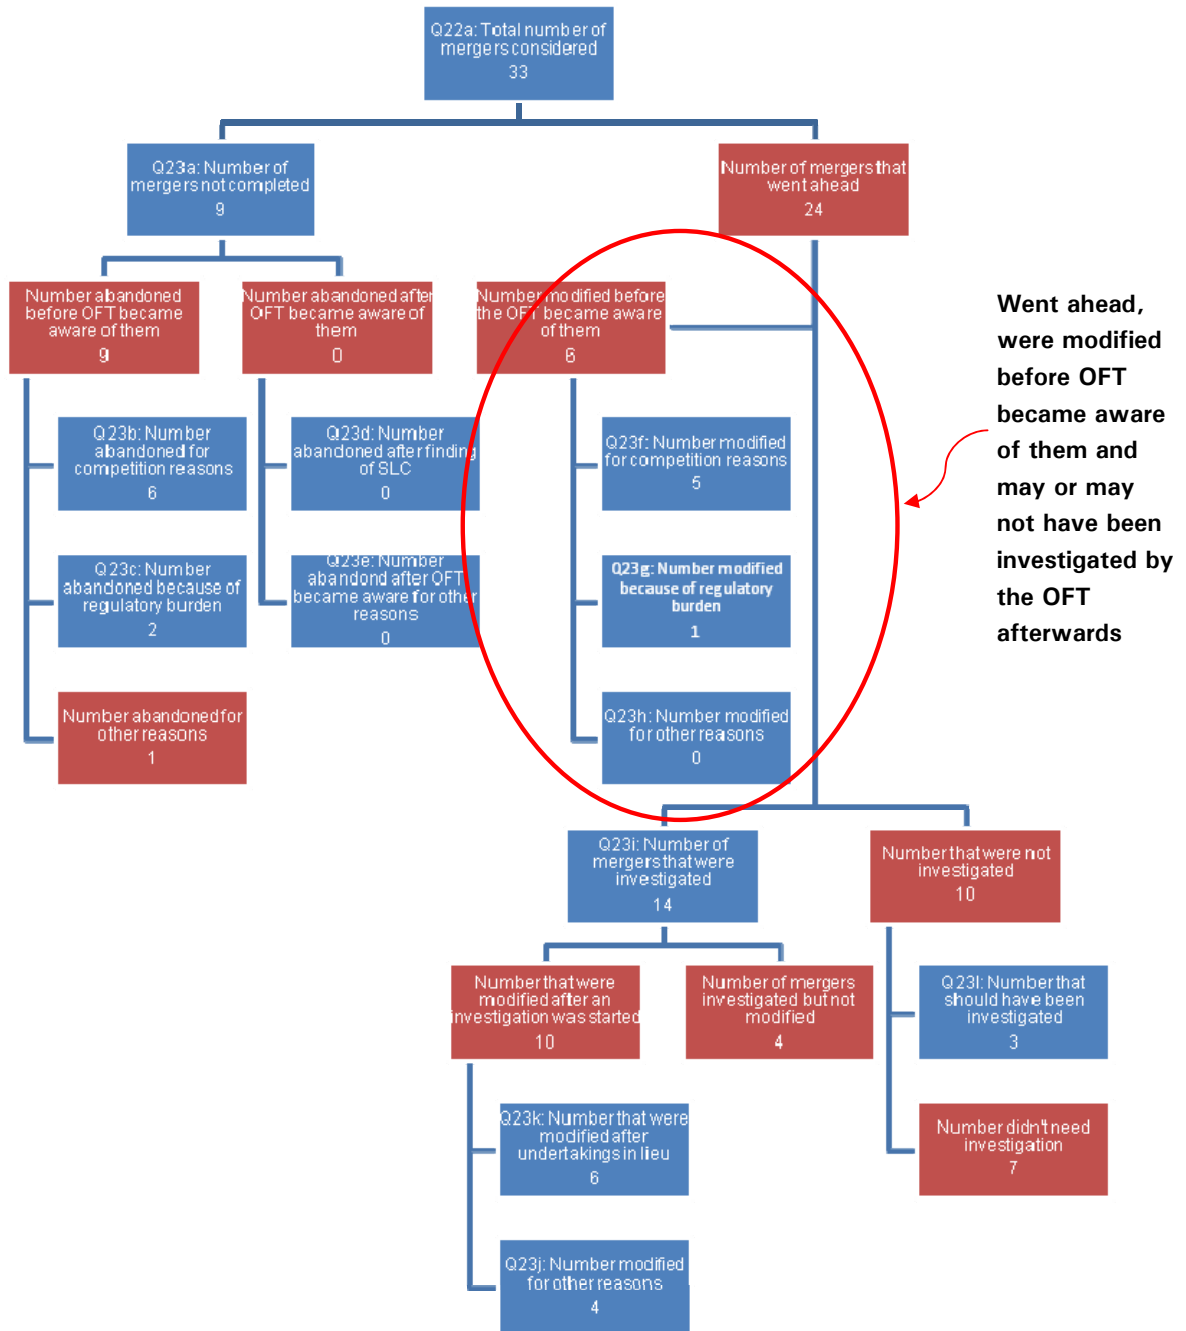 Q22a: Total number of
mergers considered
33
Q23a: Number of
mergers not completed
9
Number of mergers that
went ahead
24
Number abandoned
before OFT became
aware of them
9
Number abandoned after
OFT became aware of
them
0
Number modified before
the OFT became aware
of them
6
Went ahead,
were modified
before OFT
became aware
of them and
may or may
not have been
investigated by
the OFT
afterwards
Q23b: Number
abandoned for
competition reasons
6
Q23d: Number
abandoned after finding
of SLC
0
Q23f: Number modified
for competition reasons
5
Q23c: Number
abandoned because of
regulatory burden
2
Q23e: Number
abandond after OFT
became aware for other
reasons
0
Q23g: Number modified
because of regulatory
burden
1
Number abandoned for
other reasons
1
Q23h: Number modified
for other reasons
0
Q23i: Number of
mergers that were
investigated
14
Number that were not
investigated
10
Number that were
modified after an
investigation was started
10
Number of mergers
investigated but not
modified
4
Q23l: Number that
should have been
investigated
3
Q23k: Number that were
modified after
undertakings in lieu
6
Number didn't need
investigation
7
Q23j: Number modified
for other reasons
4